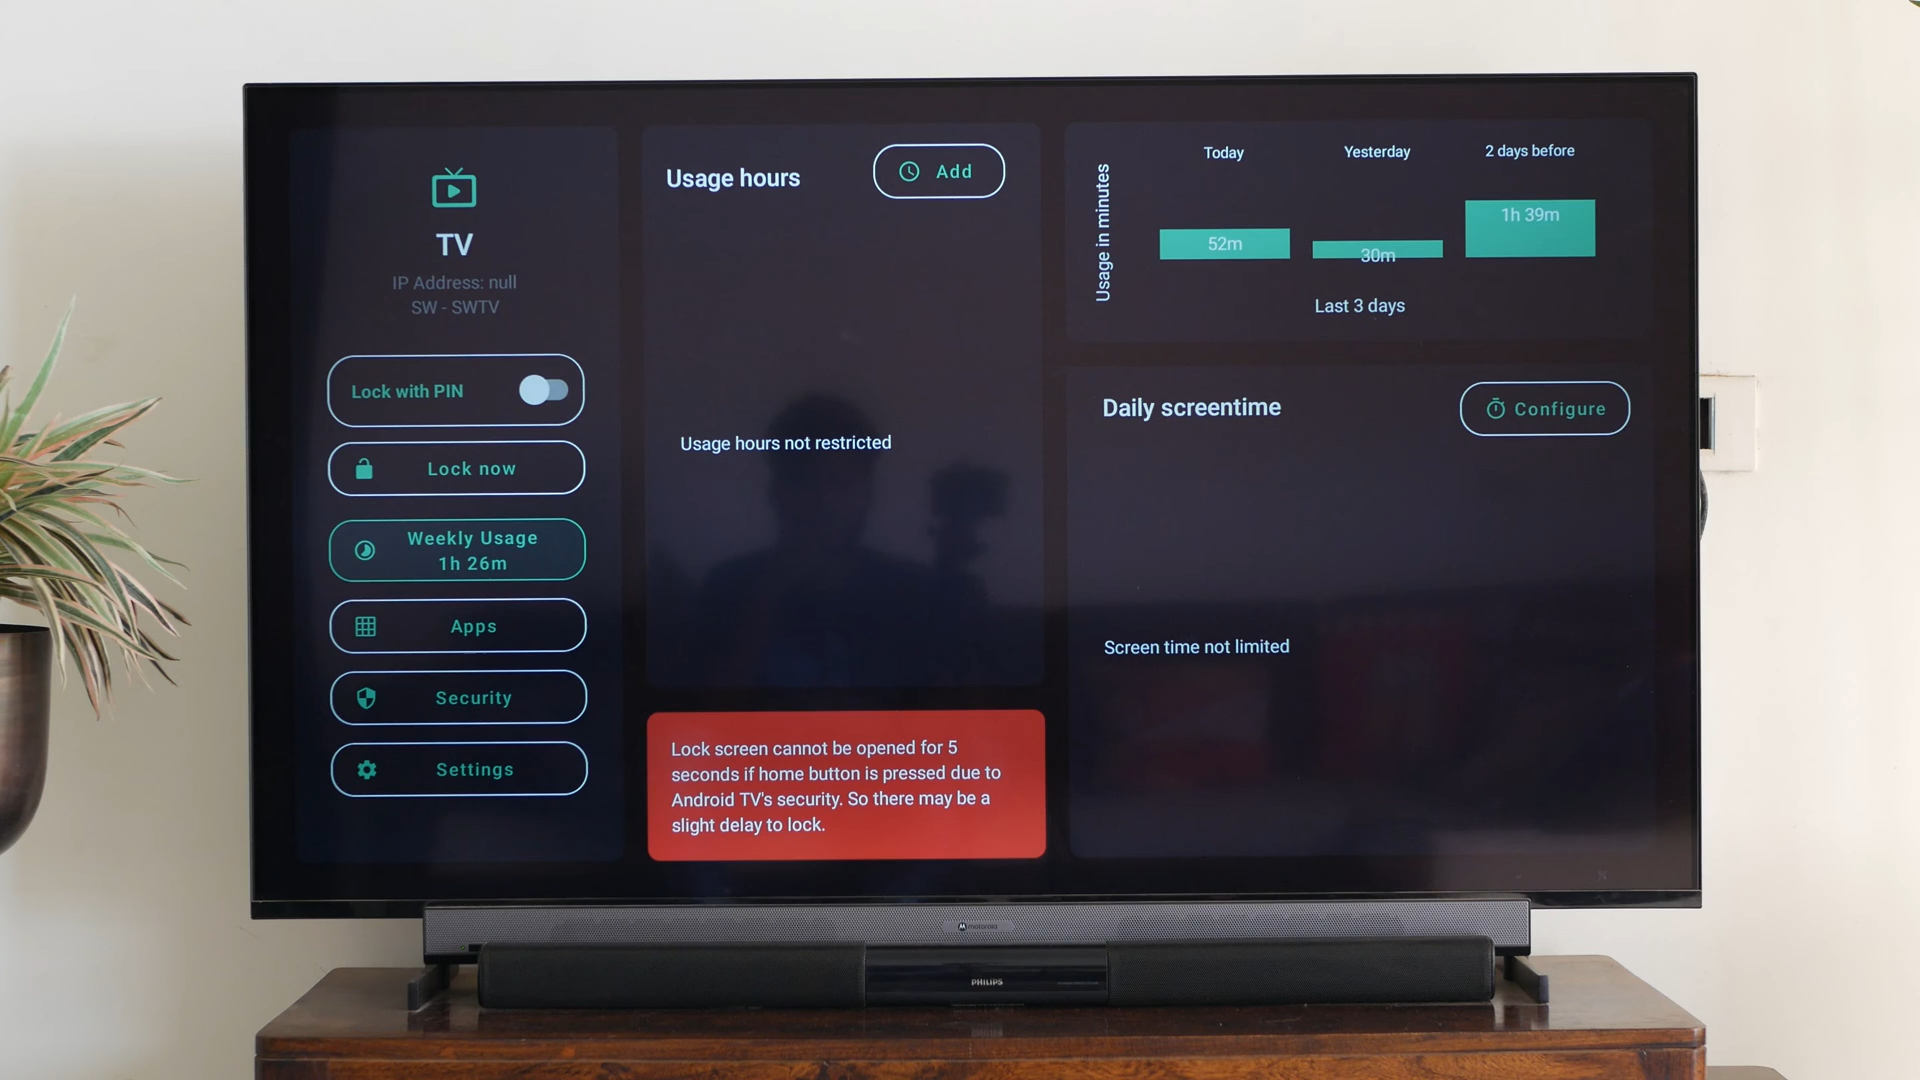 TV
IP Address: null
SW - SWTV
Lock with PIN
Lock now
Weekly Usage
1h 26m
Apps
Security
Settings
Usage hours
Add
Usage hours not restricted
Lock screen cannot be opened for 5
seconds if home button is pressed due to
Android TV's security. So there may be a
slight delay to lock.
Usage in minutes
Today
Yesterday
2 days before
52m
30m
1h 39m
Last 3 days
Daily screentime
Configure
Screen time not limited
motorola
PHILIPS